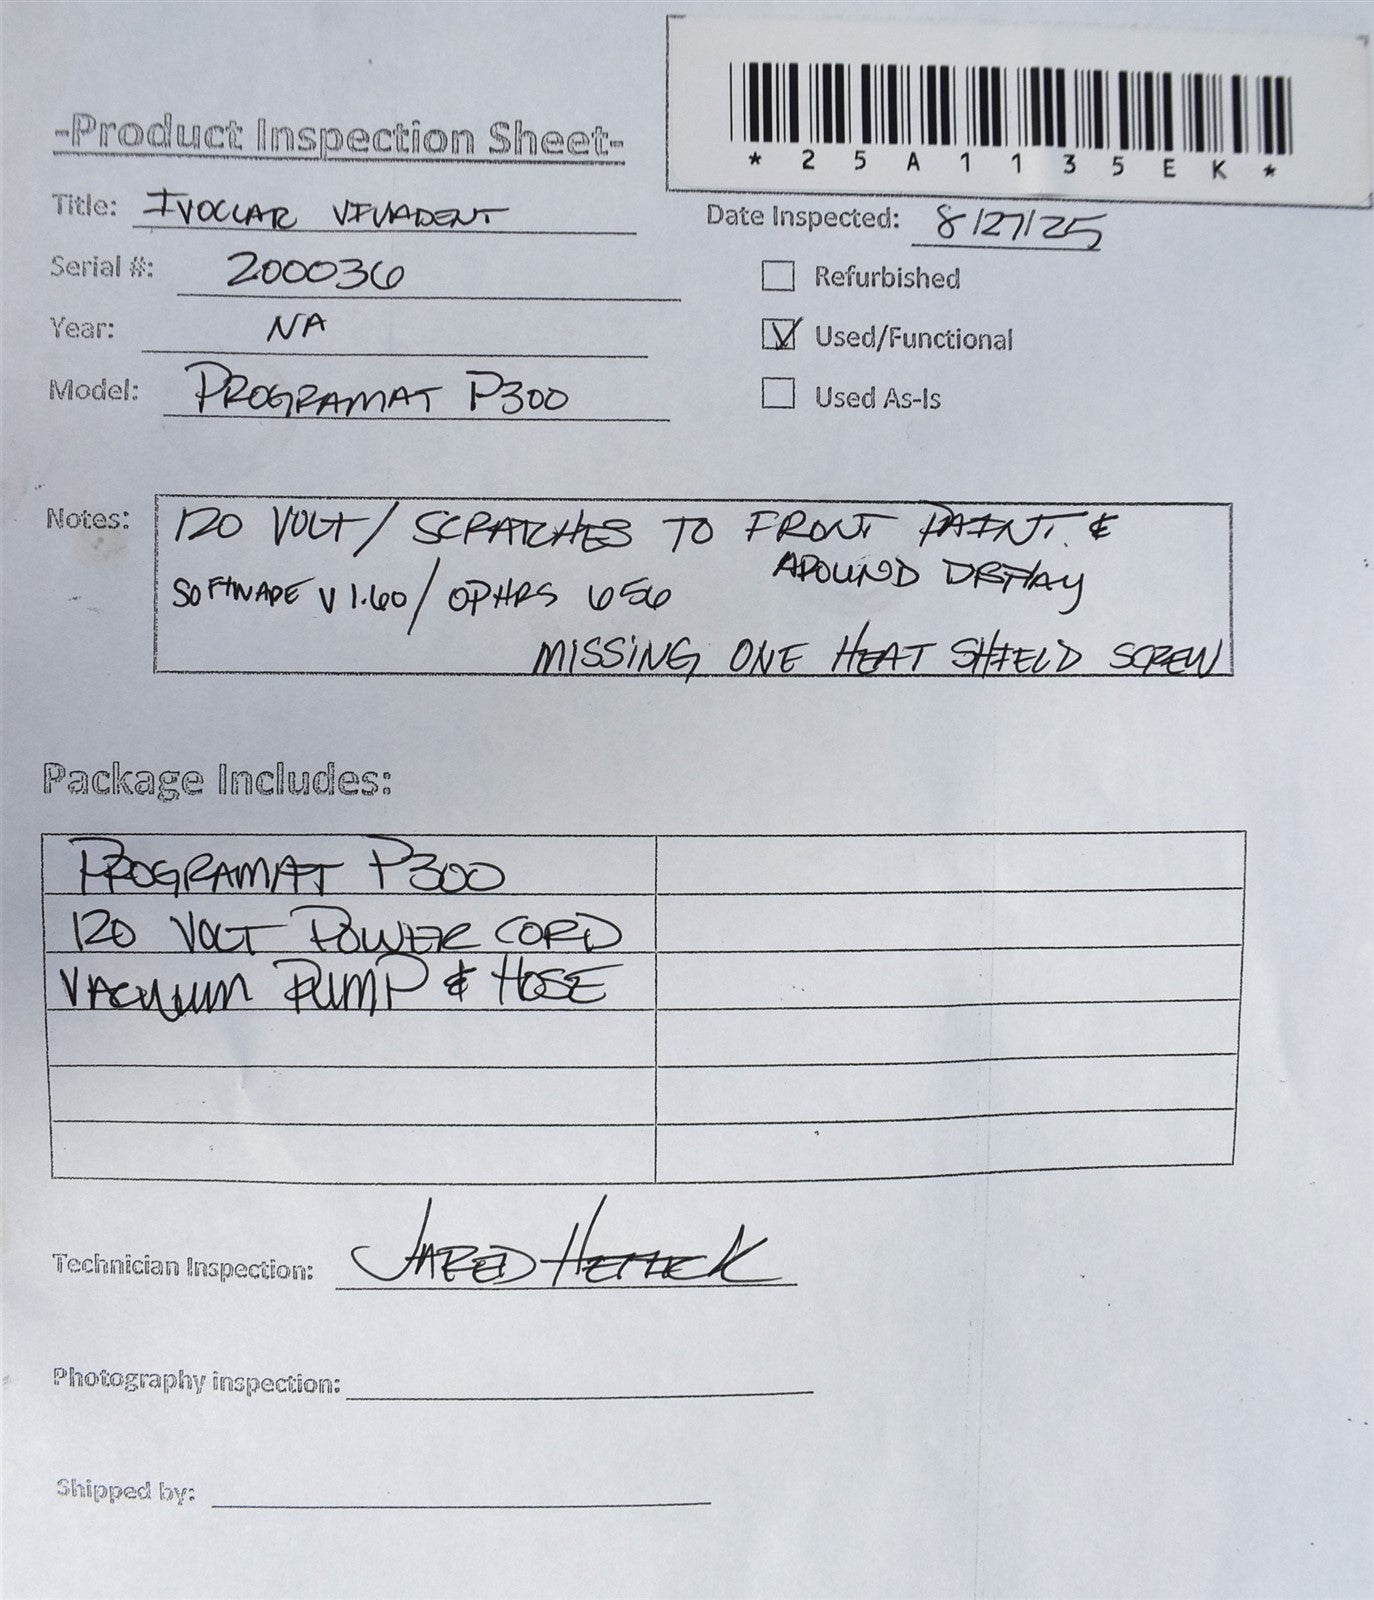 *25A1135EK*
-Product Inspection Sheet-
Title: IVOCLAR VIVADENT
Date Inspected: 8/27/25
Serial #: 200036
Refurbished
Year: NA
Used/Functional
Model: PROGRAMAT P300
Used As-Is
Notes: 120 VOLT / SCRATCHES TO FRONT PAINT &
AROUND DISPLAY
SOFTWARE V 1.60 / OPHRS 656
MISSING ONE HEAT SHIELD SCREW
Package Includes:
PROGRAMAT P300
120 VOLT POWER CORD
VACUUM PUMP & HOSE
Technician Inspection: JARED
Photography inspection:
Shipped by: